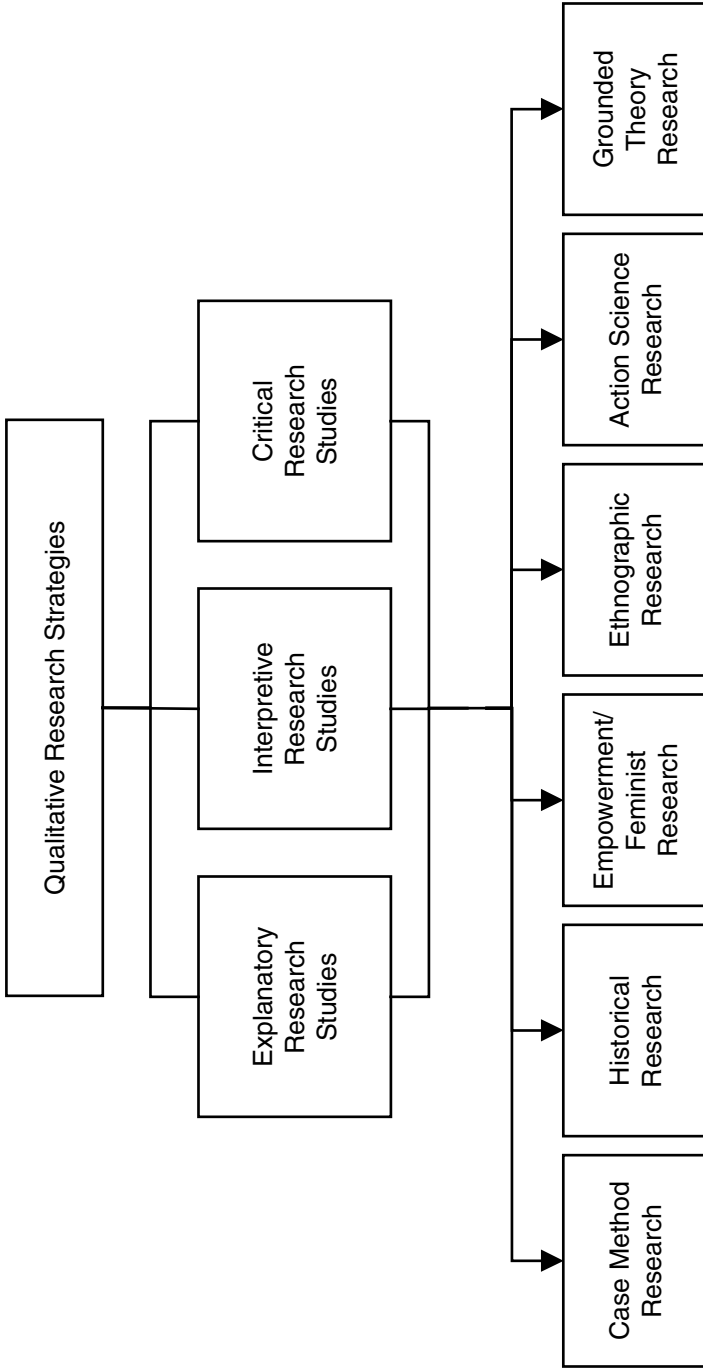 Qualitative Research Strategies
Explanatory
Research
Studies
Interpretive
Research
Studies
Critical
Research
Studies
Case Method
Research
Historical
Research
Empowerment/
Feminist
Research
Ethnographic
Research
Action Science
Research
Grounded
Theory
Research